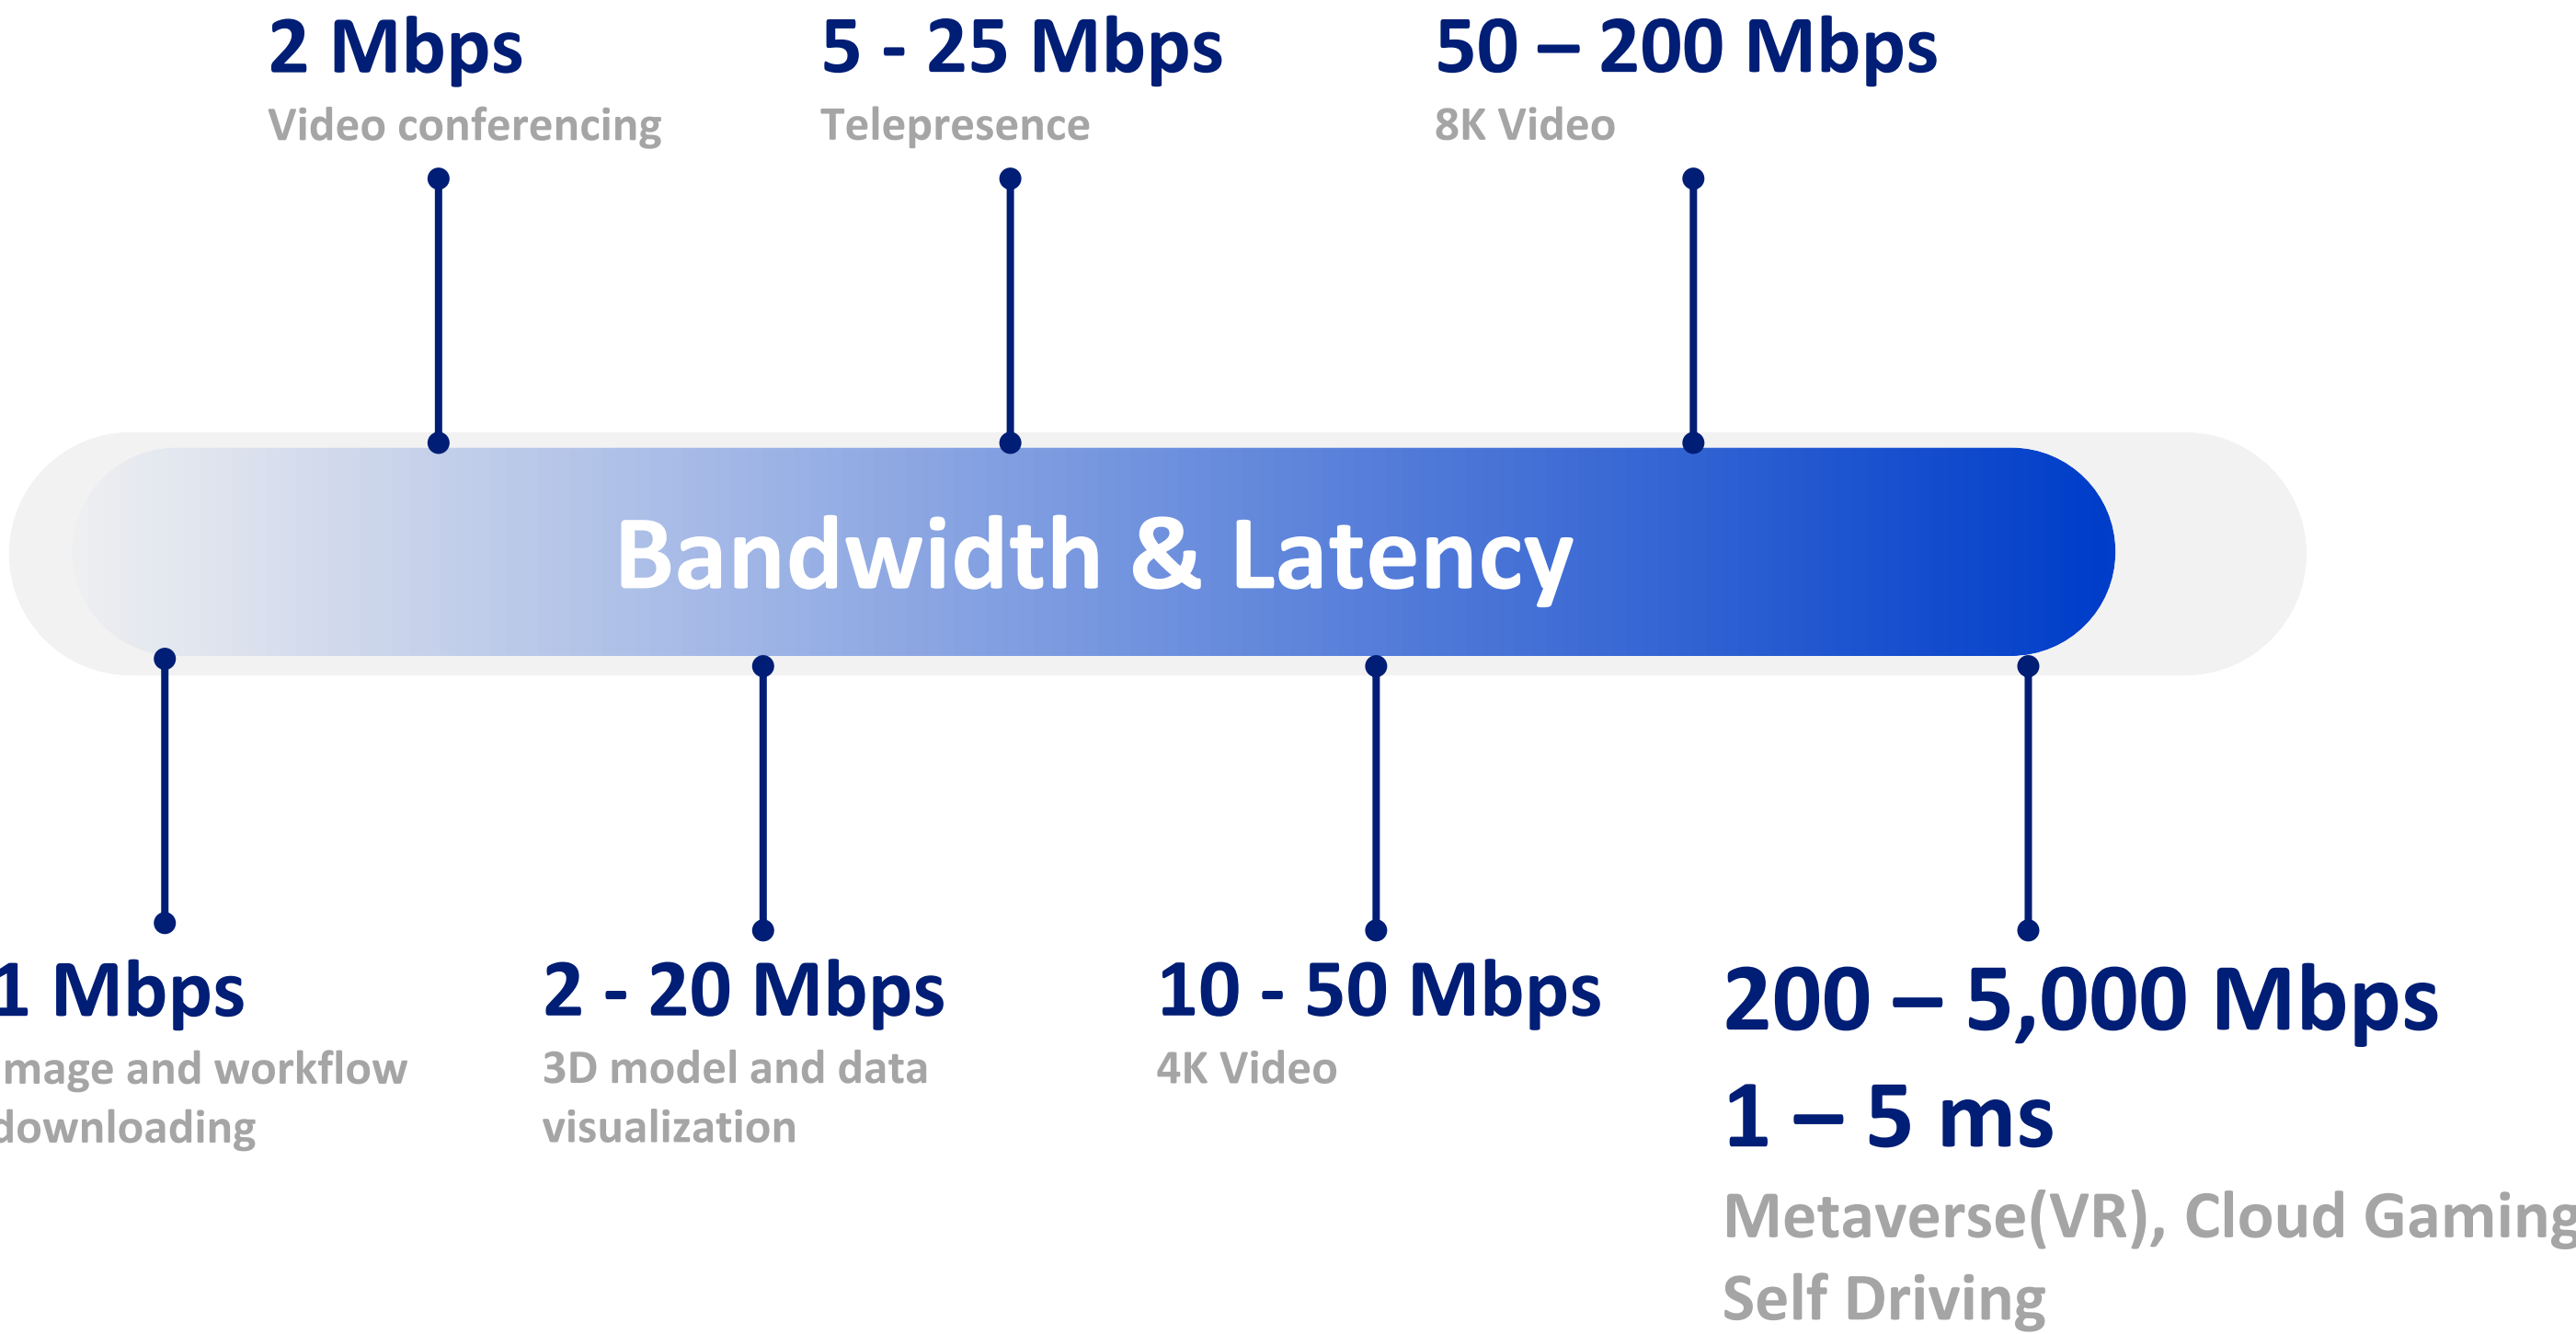 2 Mbps
Video conferencing
5 - 25 Mbps
Telepresence
50 – 200 Mbps
8K Video
Bandwidth & Latency
1 Mbps
mage and workflow
downloading
2 - 20 Mbps
3D model and data
visualization
10 - 50 Mbps
4K Video
200 – 5,000 Mbps
1 – 5 ms
Metaverse(VR), Cloud Gaming
Self Driving